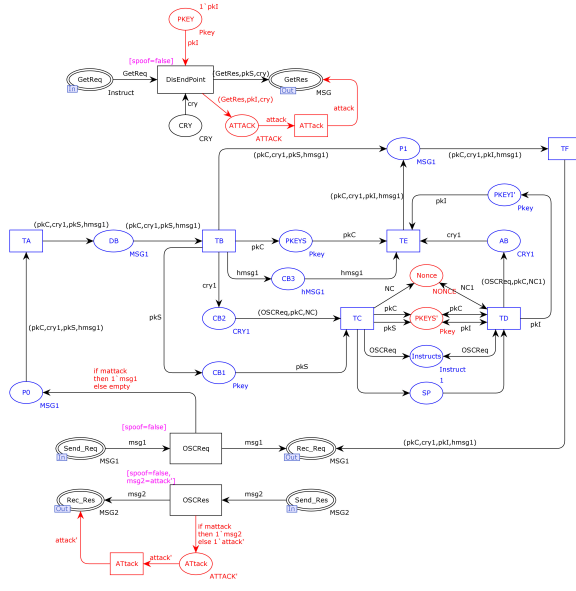 1`pkI
PKEY
Pkey
pkI
[spoof=false]
GetReq
GetReq
In
Instruct
DisEndPoint
(GetRes,pkS,cry)
GetRes
Out
MSG
cry
(GetRes,pkI,cry)
attack
CRY
CRY
ATTACK
ATTACK
attack
ATTack
(pkC,cry1,pkS,hmsg1)
P1
MSG1
(pkC,cry1,pkI,hmsg1)
TF
(pkC,cry1,pkI,hmsg1)
pkI
PKEYI'
Pkey
(pkC,cry1,pkS,hmsg1)
(pkC,cry1,pkS,hmsg1)
TA
DB
MSG1
TB
pkC
PKEYS
Pkey
pkC
TE
cry1
AB
CRY1
hmsg1
CB3
hMSG1
hmsg1
cry1
Nonce
NONCE
NC
NC1
(OSCReq,pkC,NC1)
pkS
CB2
CRY1
(OSCReq,pkC,NC)
TC
pkC
pkS
PKEYS'
Pkey
pkC
pkI
TD
pkI
(pkC,cry1,pkS,hmsg1)
OSCReq
Instructs
Instruct
OSCReq
CB1
Pkey
pkS
1
SP
if mattack
then 1`msg1
else empty
P0
MSG1
[spoof=false]
Send_Req
In
MSG1
msg1
OSCReq
msg1
Rec_Req
Out
MSG1
(pkC,cry1,pkI,hmsg1)
[spoof=false,
msg2=attack']
Rec_Res
Out
MSG2
msg2
OSCRes
msg2
Send_Res
In
MSG2
if mattack
then 1`msg2
else 1`attack'
attack'
ATtack
attack'
ATtack
ATTACK'